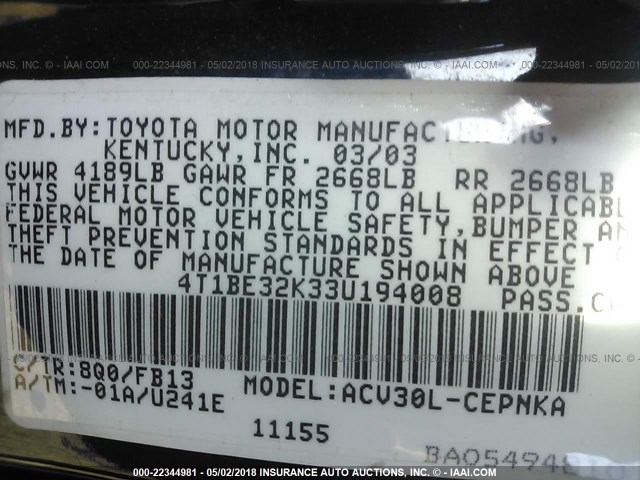 000-22344981 - 05/02/2018 INSURANCE AUTO AUCTIONS, INC. - IAAI.COM
MFD.BY:TOYOTA MOTOR
KENTUCKY,INC. 03/03
GVWR 4189LB GAWR FR 2668LB RR 2668LB
THIS VEHICLE CONFORMS TO ALL
FEDERAL MOTOR VEHICLE SAFETY,BUMPER
THEFT PREVENTION STANDARDS IN EFFECT
THE DATE OF MANUFACTURE SHOWN ABOVE
4T1BE32K33U194008 PASS.
C/TR:8Q0/FB13
A/TM:-01A/U241E
MODEL:ACV30L-CEPNKA
11155
000-22344981 - 05/02/2018 INSURANCE AUTO AUCTIONS, INC. - IAAI.COM